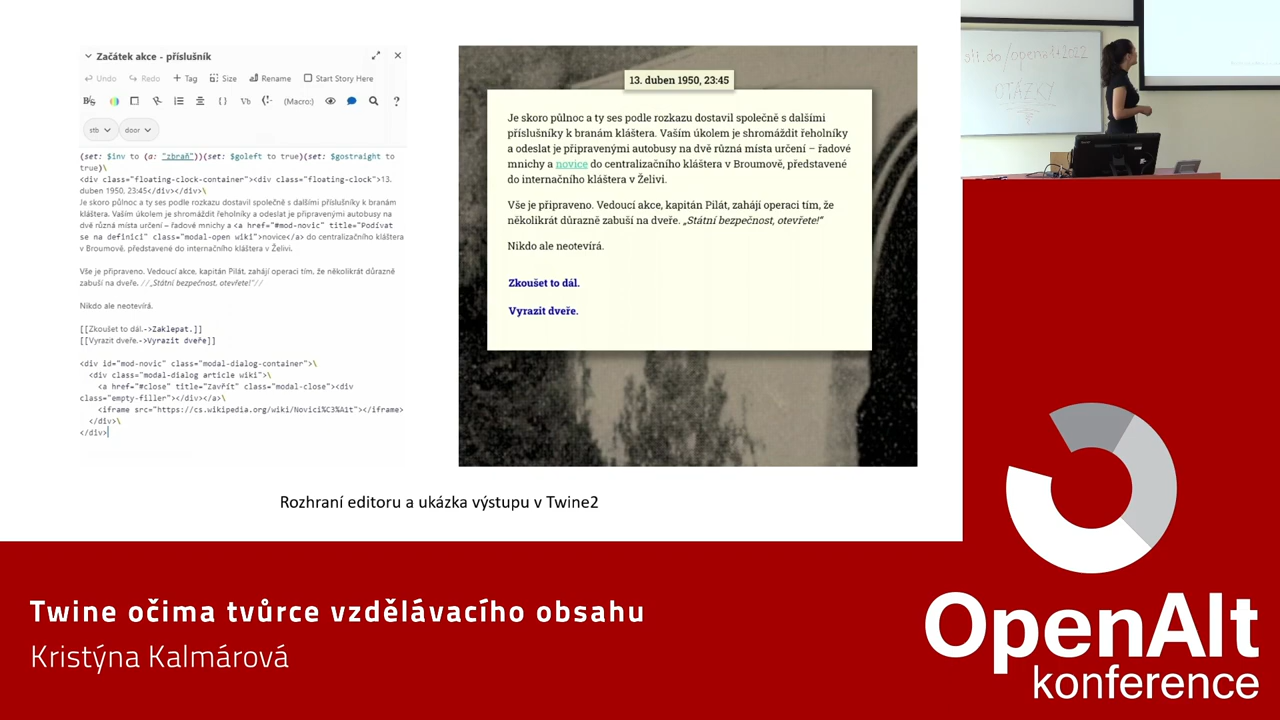 Začátek akce - příslušník
Undo Redo + Tag Size Rename Start Story Here
(Macro:) ?
stb door
(set: $inv to (a: "zbraň"))(set: $goleft to true)(set: $gostraight to
true)\
<div class="floating-clock-container"><div class="floating-clock">13.
duben 1950, 23:45</div></div>\
Je skoro půlnoc a ty ses podle rozkazu dostavil společně s dalšími příslušníky k branám
kláštera. Vaším úkolem je shromáždit řeholníky a odeslat je připravenými autobusy na
dvě různá místa určení – řadové mnichy a <a href="#mod-novic" title="Podívat
se na definici" class="modal-open wiki">novice</a> do centralizačního kláštera
v Broumově, představené do internačního kláštera v Želivi.
Vše je připraveno. Vedoucí akce, kapitán Pilát, zahájí operaci tím, že několikrát důrazně
zabuší na dveře. //„Státní bezpečnost, otevřete!"//
Nikdo ale neotevírá.
[[Zkoušet to dál.->Zaklepat.]]
[[Vyrazit dveře.->Vyrazit dveře]]
<div id="mod-novic" class="modal-dialog-container">\
<div class="modal-dialog article wiki">\
<a href="#close" title="Zavřít" class="modal-close"><div
class="empty-filler"></div></a>\
<iframe src="https://cs.wikipedia.org/wiki/Novici%C3%A1t"></iframe>
</div>\
</div>
13. duben 1950, 23:45
Je skoro půlnoc a ty ses podle rozkazu dostavil společně s dalšími
příslušníky k branám kláštera. Vaším úkolem je shromáždit řeholníky
a odeslat je připravenými autobusy na dvě různá místa určení – řadové
mnichy a novice do centralizačního kláštera v Broumově, představené
do internačního kláštera v Želivi.
Vše je připraveno. Vedoucí akce, kapitán Pilát, zahájí operaci tím, že
několikrát důrazně zabuší na dveře. „Státní bezpečnost, otevřete!"
Nikdo ale neotevírá.
Zkoušet to dál.
Vyrazit dveře.
Rozhraní editoru a ukázka výstupu v Twine2
sli.do/openalt2022
OTÁZKY
Twine očima tvůrce vzdělávacího obsahu
Kristýna Kalmárová
OpenAlt
konference